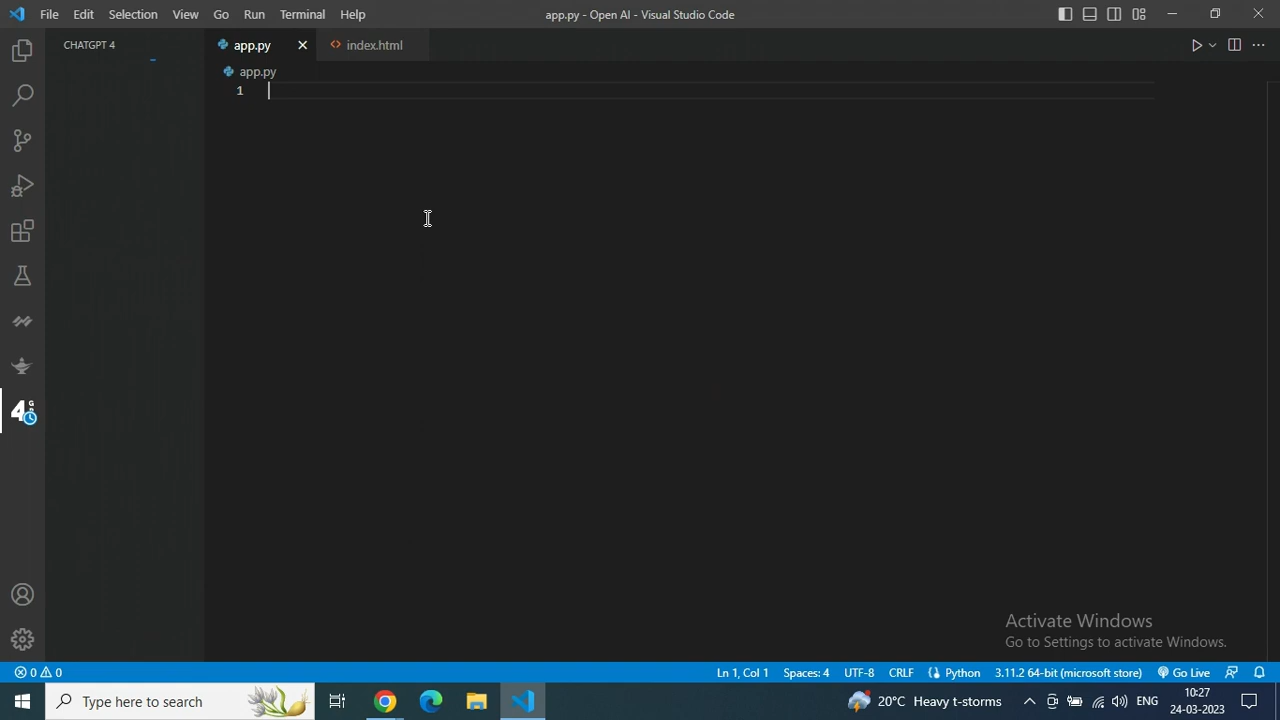 File Edit Selection View Go Run Terminal Help app.py - Open AI - Visual Studio Code
CHATGPT 4 app.py index.html
app.py
1
Activate Windows
Go to Settings to activate Windows.
0 0 Ln 1, Col 1 Spaces: 4 UTF-8 CRLF Python 3.11.2 64-bit (microsoft store) Go Live
Type here to search 20°C Heavy t-storms ENG 10:27
24-03-2023